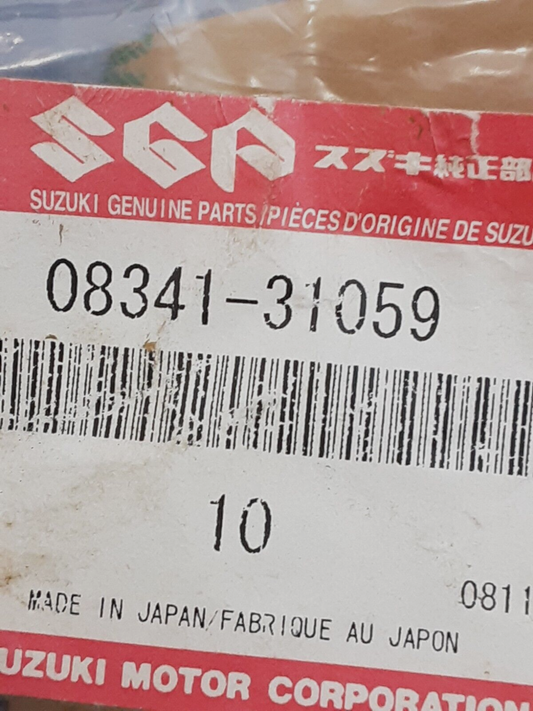 SGP スズキ純正部
SUZUKI GENUINE PARTS/PIÈCES D'ORIGINE DE SUZU
08341-31059
10
0811
MADE IN JAPAN/FABRIQUE AU JAPON
UZUKI MOTOR CORPORATION